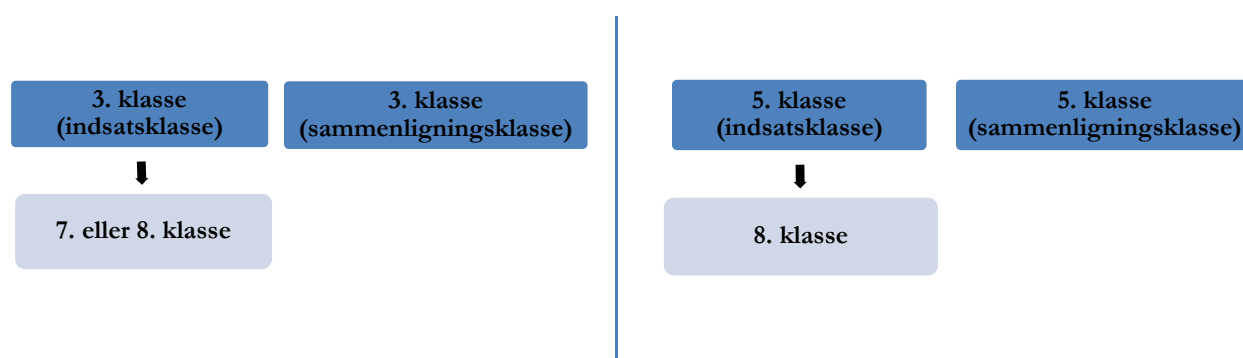 3. klasse
(indsatsklasse)
3. klasse
(sammenligningsklasse)
7. eller 8. klasse
5. klasse
(indsatsklasse)
5. klasse
(sammenligningsklasse)
8. klasse